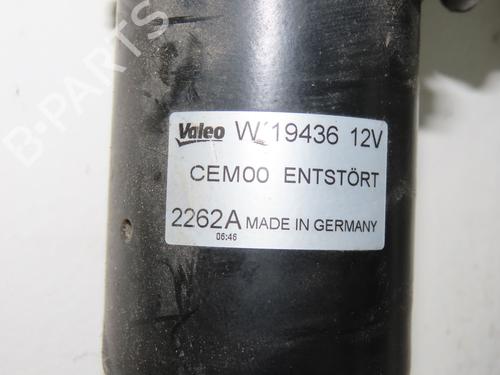 B-PARTS
Valeo W 19436 12V
CEM00 ENTSTÖRT
2262A MADE IN GERMANY
06:46